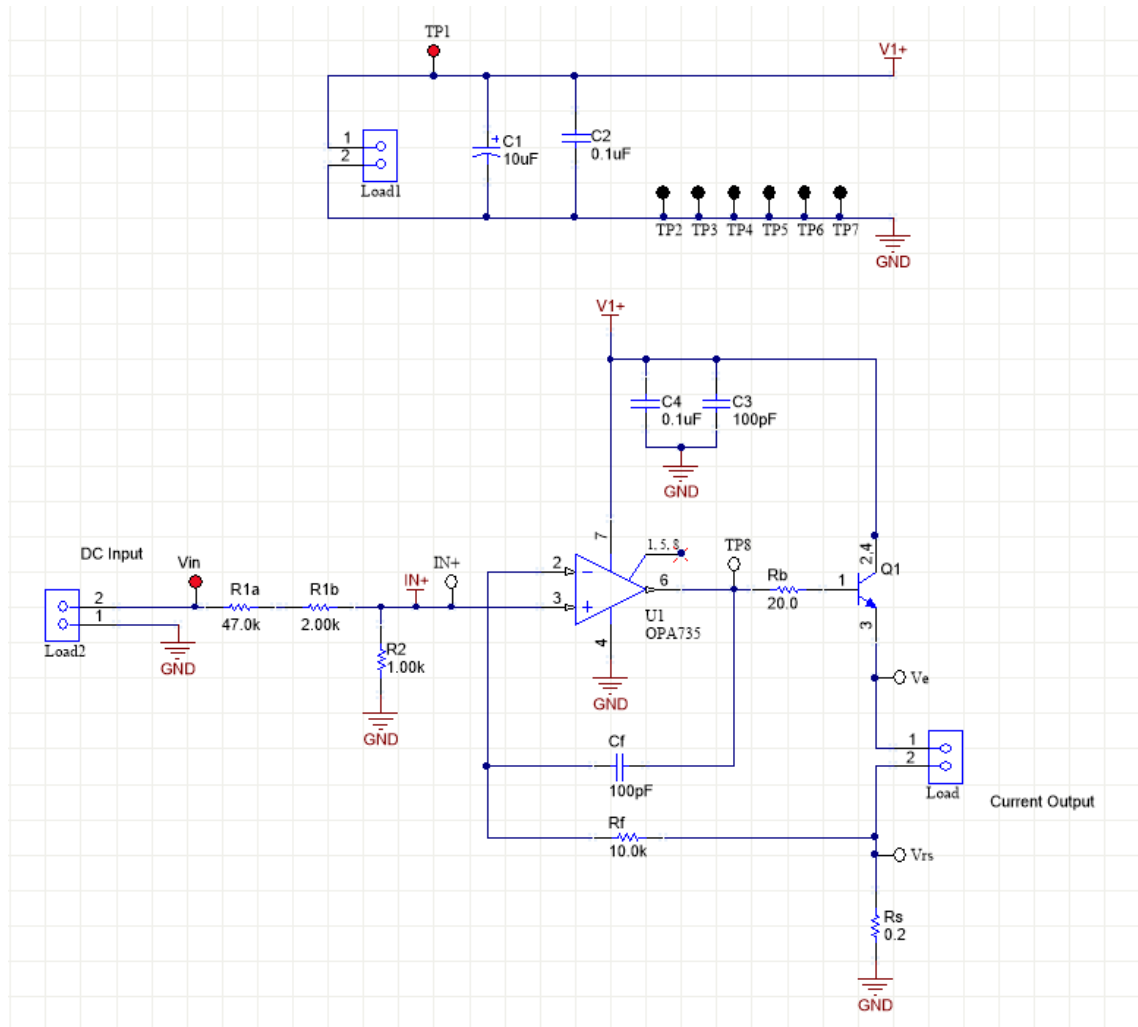 TP1
V1+
1
2
Load1
+
C1
10uF
C2
0.1uF
TP2
TP3
TP4
TP5
TP6
TP7
GND
V1+
C4
0.1uF
C3
100pF
GND
DC Input
Vin
2
1
Load2
GND
R1a
47.0k
R1b
2.00k
IN+
IN+
R2
1.00k
GND
2
3
7
1, 5, 8
6
4
U1
OPA735
GND
TP8
Rb
20.0
1
2,4
Q1
3
Ve
1
2
Load
Current Output
Cf
100pF
Rf
10.0k
Vrs
Rs
0.2
GND